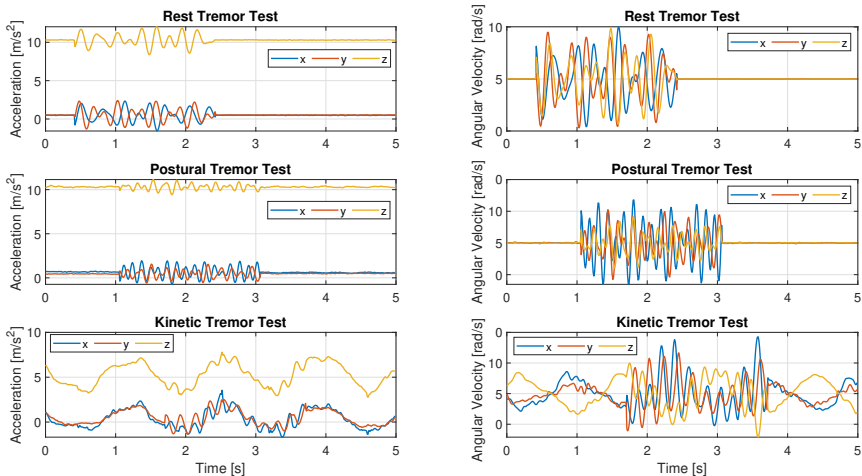 Rest Tremor Test
Acceleration [m/s²]
10
5
0
x y z
0 1 2 3 4 5
Rest Tremor Test
Angular Velocity [rad/s]
10
5
0
x y z
0 1 2 3 4 5
Postural Tremor Test
Acceleration [m/s²]
10
5
0
x y z
0 1 2 3 4 5
Postural Tremor Test
Angular Velocity [rad/s]
0
10
5
0
x y z
0 1 2 3 4 5
Kinetic Tremor Test
Acceleration [m/s²]
10
5
0
x y z
0 1 2 3 4 5
Time [s]
Kinetic Tremor Test
Angular Velocity [rad/s]
0
10
5
0
x y z
0 1 2 3 4 5
Time [s]